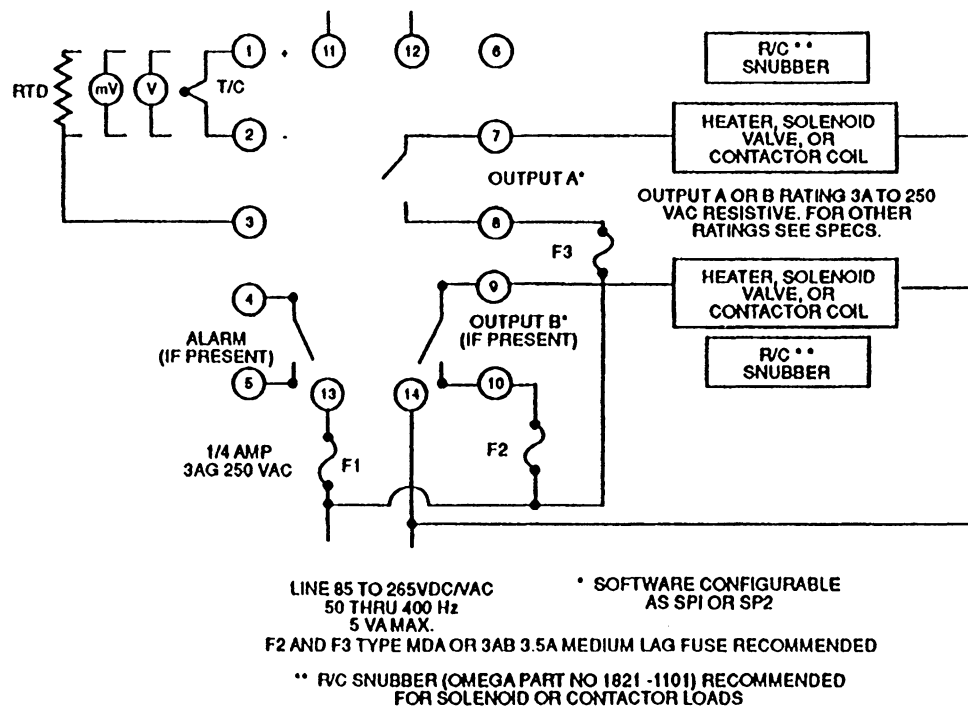 1 + 11 12 6
R/C **
SNUBBER
RTD mV V T/C
2 -
7
HEATER, SOLENOID
VALVE, OR
CONTACTOR COIL
OUTPUT A*
OUTPUT A OR B RATING 3A TO 250
VAC RESISTIVE. FOR OTHER
RATINGS SEE SPECS.
3
8
F3
9
HEATER, SOLENOID
VALVE, OR
CONTACTOR COIL
4
OUTPUT B*
(IF PRESENT)
ALARM
(IF PRESENT)
R/C **
SNUBBER
5 13 14 10
1/4 AMP
3AG 250 VAC
F1
F2
LINE 85 TO 265VDC/VAC
50 THRU 400 Hz
5 VA MAX.
* SOFTWARE CONFIGURABLE
AS SP1 OR SP2
F2 AND F3 TYPE MDA OR 3AB 3.5A MEDIUM LAG FUSE RECOMMENDED
** R/C SNUBBER (OMEGA PART NO 1821 -1101) RECOMMENDED
FOR SOLENOID OR CONTACTOR LOADS